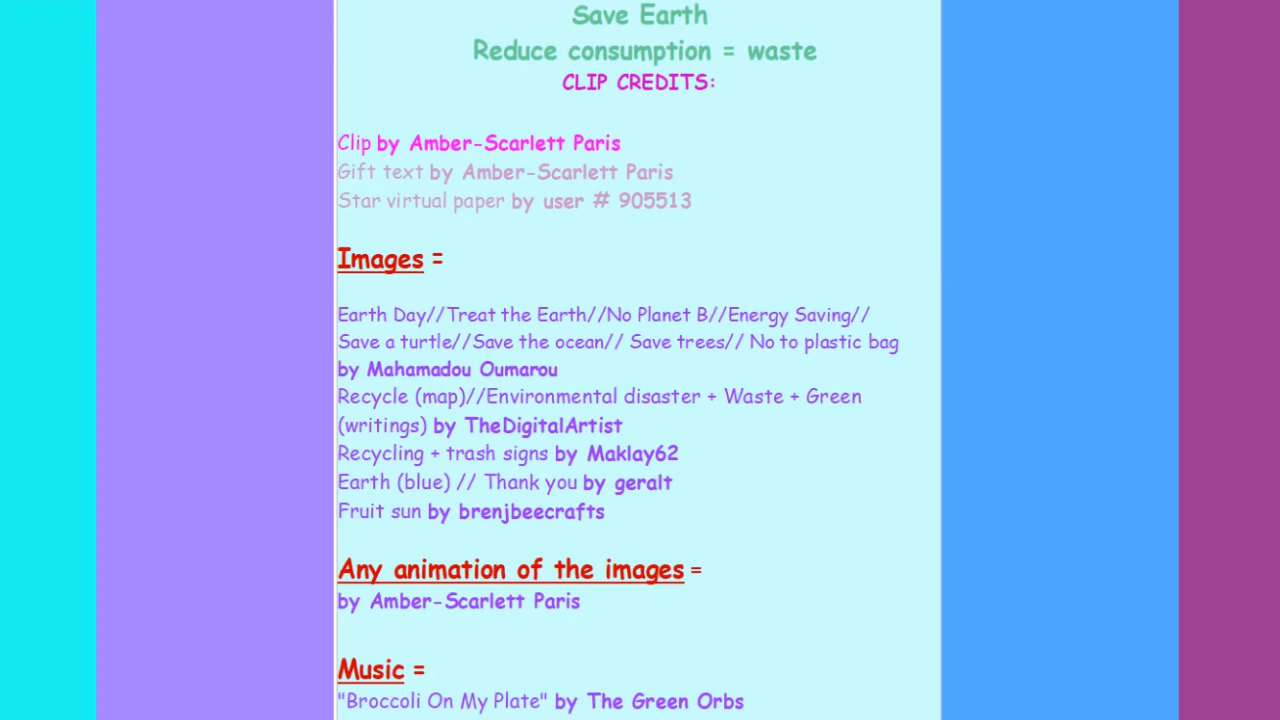 Save Earth
Reduce consumption = waste
CLIP CREDITS:
Clip by Amber-Scarlett Paris
Gift text by Amber-Scarlett Paris
Star virtual paper by user # 905513
Images =
Earth Day//Treat the Earth//No Planet B//Energy Saving//
Save a turtle//Save the ocean// Save trees// No to plastic bag
by Mahamadou Oumarou
Recycle (map)//Environmental disaster + Waste + Green
(writings) by TheDigitalArtist
Recycling + trash signs by Maklay62
Earth (blue) // Thank you by geralt
Fruit sun by brenjbeecrafts
Any animation of the images =
by Amber-Scarlett Paris
Music =
"Broccoli On My Plate" by The Green Orbs